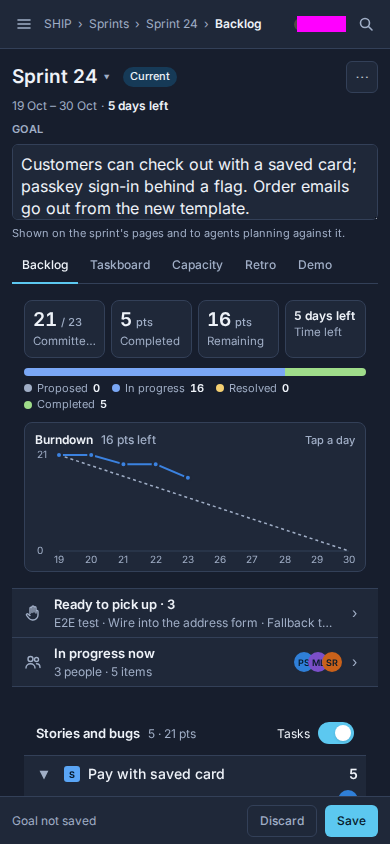 SHIP › Sprints › Sprint 24 › Backlog
Sprint 24 ▾ Current ...
19 Oct – 30 Oct · 5 days left
GOAL
Customers can check out with a saved card;
passkey sign-in behind a flag. Order emails
go out from the new template.
Shown on the sprint's pages and to agents planning against it.
Backlog Taskboard Capacity Retro Demo
21 / 23 5 pts 16 pts 5 days left
Committe... Completed Remaining Time left
Proposed 0 In progress 16 Resolved 0
Completed 5
Burndown 16 pts left Tap a day
21
0
19 20 21 22 23 26 27 28 29 30
Ready to pick up · 3
E2E test · Wire into the address form · Fallback t...
In progress now
3 people · 5 items
PS SR
Stories and bugs 5 · 21 pts Tasks
▼ S Pay with saved card 5
Goal not saved Discard Save